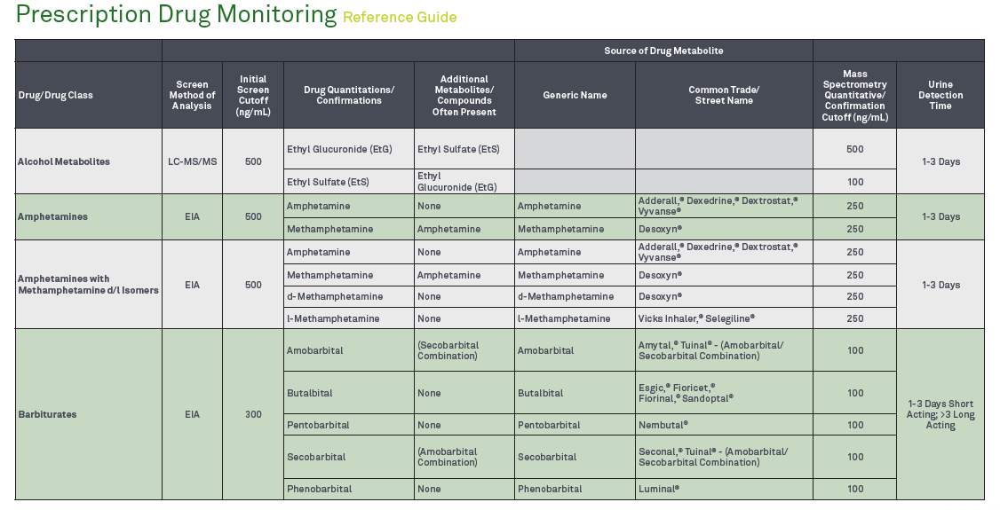 Prescription Drug Monitoring Reference Guide
Source of Drug Metabolite
Drug/Drug Class
Screen
Method of
Analysis
Initial
Screen
Cutoff
(ng/mL)
Drug Quantitations/
Confirmations
Additional
Metabolites/
Compounds
Often Present
Generic Name
Common Trade/
Street Name
Mass
Spectrometry
Quantitative/
Confirmation
Cutoff (ng/mL)
Urine
Detection
Time
Alcohol Metabolites
LC-MS/MS
500
Ethyl Glucuronide (EtG)
Ethyl Sulfate (EtS)
500
1-3 Days
Ethyl Sulfate (EtS)
Ethyl
Glucuronide (EtG)
100
Amphetamines
EIA
500
Amphetamine
None
Amphetamine
Adderall,® Dexedrine,® Dextrostat,®
Vyvanse®
250
1-3 Days
Methamphetamine
Amphetamine
Methamphetamine
Desoxyn®
250
Amphetamines with
Methamphetamine d/l Isomers
EIA
500
Amphetamine
None
Amphetamine
Adderall,® Dexedrine,® Dextrostat,®
Vyvanse®
250
1-3 Days
Methamphetamine
Amphetamine
Methamphetamine
Desoxyn®
250
d-Methamphetamine
None
d-Methamphetamine
Desoxyn®
250
l-Methamphetamine
None
l-Methamphetamine
Vicks Inhaler,® Selegiline®
250
Barbiturates
EIA
300
Amobarbital
(Secobarbital
Combination)
Amobarbital
Amytal,® Tuinal® - (Amobarbital/
Secobarbital Combination)
100
1-3 Days Short
Acting; >3 Long
Acting
Butalbital
None
Butalbital
Esgic,® Fioricet,®
Fiorinal,® Sandoptal®
100
Pentobarbital
None
Pentobarbital
Nembutal®
100
Secobarbital
(Amobarbital
Combination)
Secobarbital
Seconal,® Tuinal® - (Amobarbital/
Secobarbital Combination)
100
Phenobarbital
None
Phenobarbital
Luminal®
100